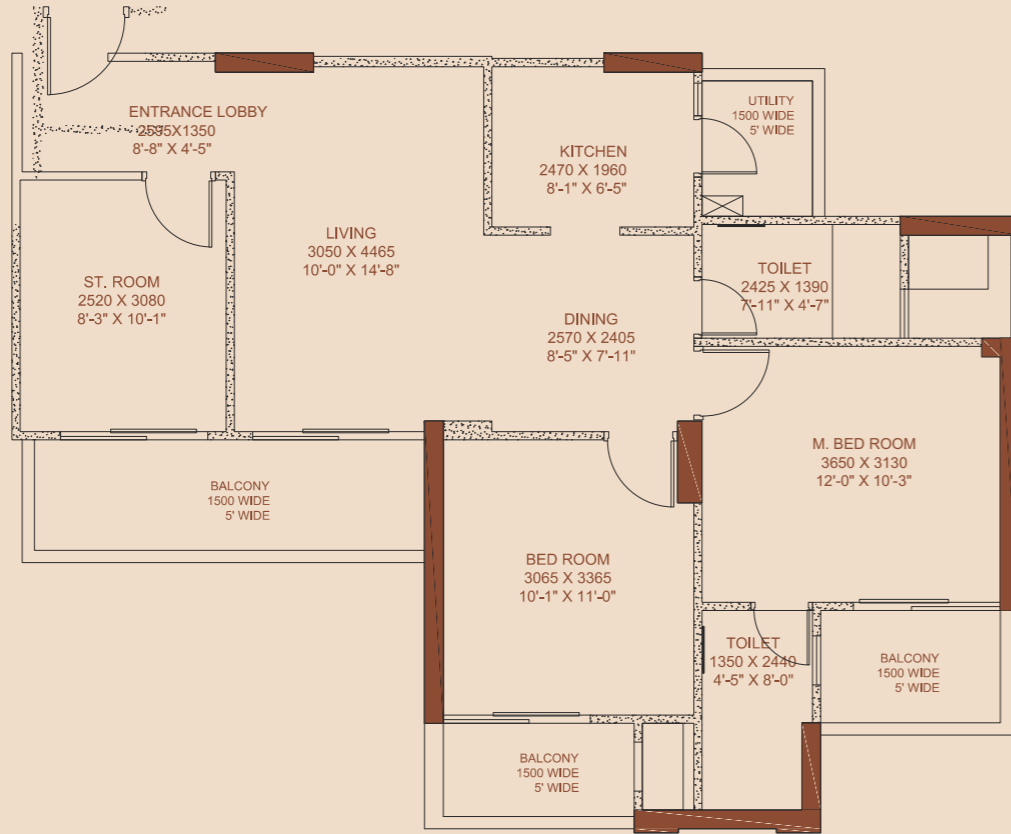 ENTRANCE LOBBY
2595X1350
8'-8" X 4'-5"
UTILITY
1500 WIDE
5' WIDE
KITCHEN
2470 X 1960
8'-1" X 6'-5"
LIVING
3050 X 4465
10'-0" X 14'-8"
ST. ROOM
2520 X 3080
8'-3" X 10'-1"
TOILET
2425 X 1390
7'-11" X 4'-7"
DINING
2570 X 2405
8'-5" X 7'-11"
M. BED ROOM
3650 X 3130
12'-0" X 10'-3"
BALCONY
1500 WIDE
5' WIDE
BED ROOM
3065 X 3365
10'-1" X 11'-0"
TOILET
1350 X 2440
4'-5" X 8'-0"
BALCONY
1500 WIDE
5' WIDE
BALCONY
1500 WIDE
5' WIDE